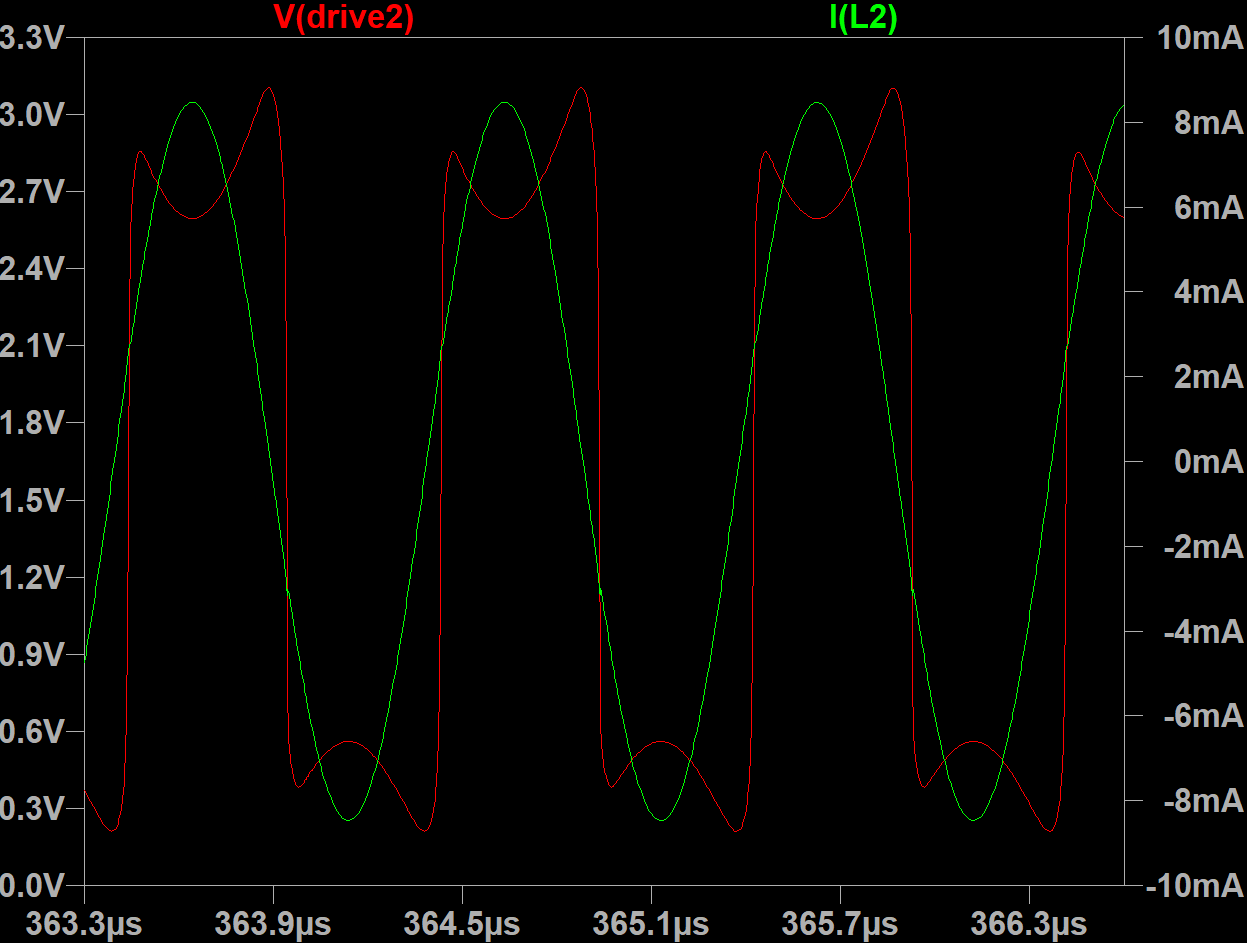 V(drive2) I(L2)
3.3V 10mA
3.0V 8mA
2.7V 6mA
2.4V 4mA
2.1V 2mA
1.8V 0mA
1.5V -2mA
1.2V -4mA
0.9V -6mA
0.6V -8mA
0.3V -10mA
0.0V
363.3µs 363.9µs 364.5µs 365.1µs 365.7µs 366.3µs